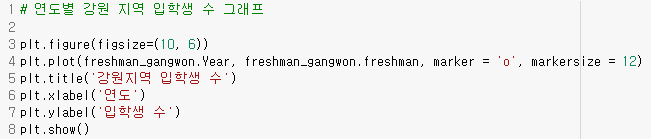 1 # 연도별 강원 지역 입학생 수 그래프
2
3 plt.figure(figsize=(10, 6))
4 plt.plot(freshman_gangwon.Year, freshman_gangwon.freshman, marker = 'o', markersize = 12)
5 plt.title('강원지역 입학생 수')
6 plt.xlabel('연도')
7 plt.ylabel('입학생 수')
8 plt.show()